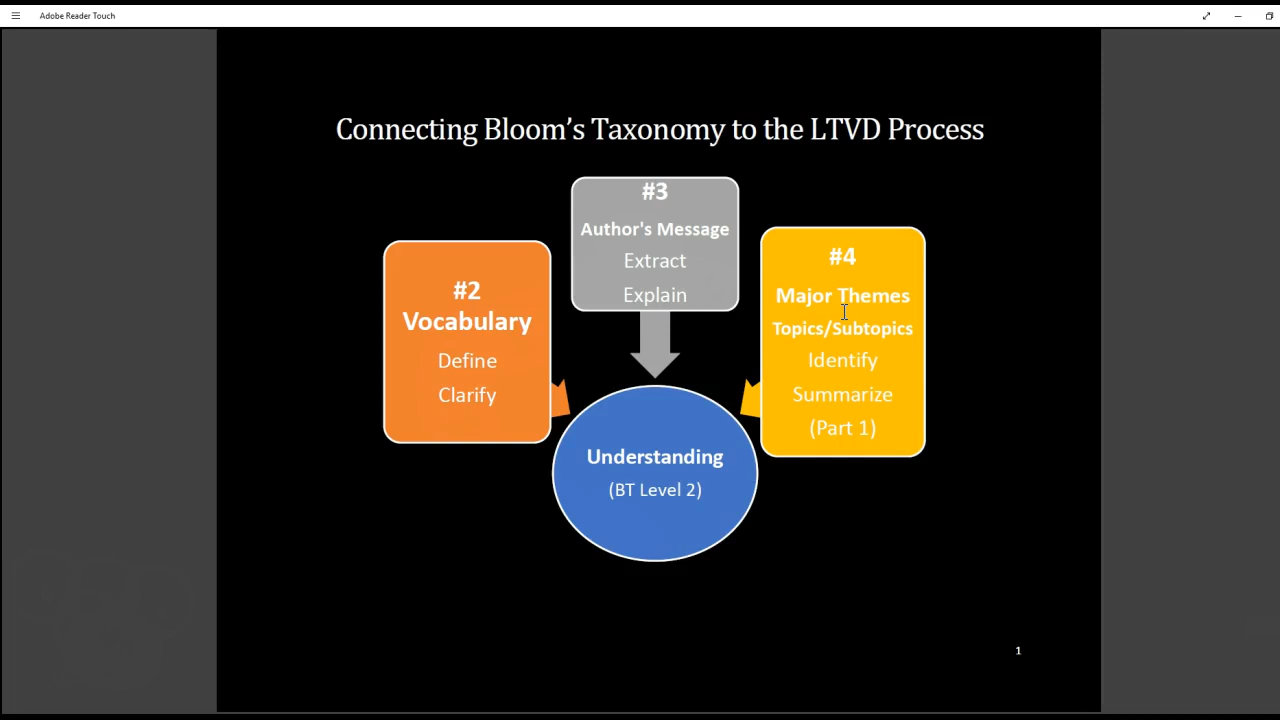 Adobe Reader Touch
Connecting Bloom's Taxonomy to the LTVD Process
#3
Author's Message
Extract
Explain
#2
Vocabulary
Define
Clarify
#4
Major Themes
Topics/Subtopics
Identify
Summarize
(Part 1)
Understanding
(BT Level 2)
1